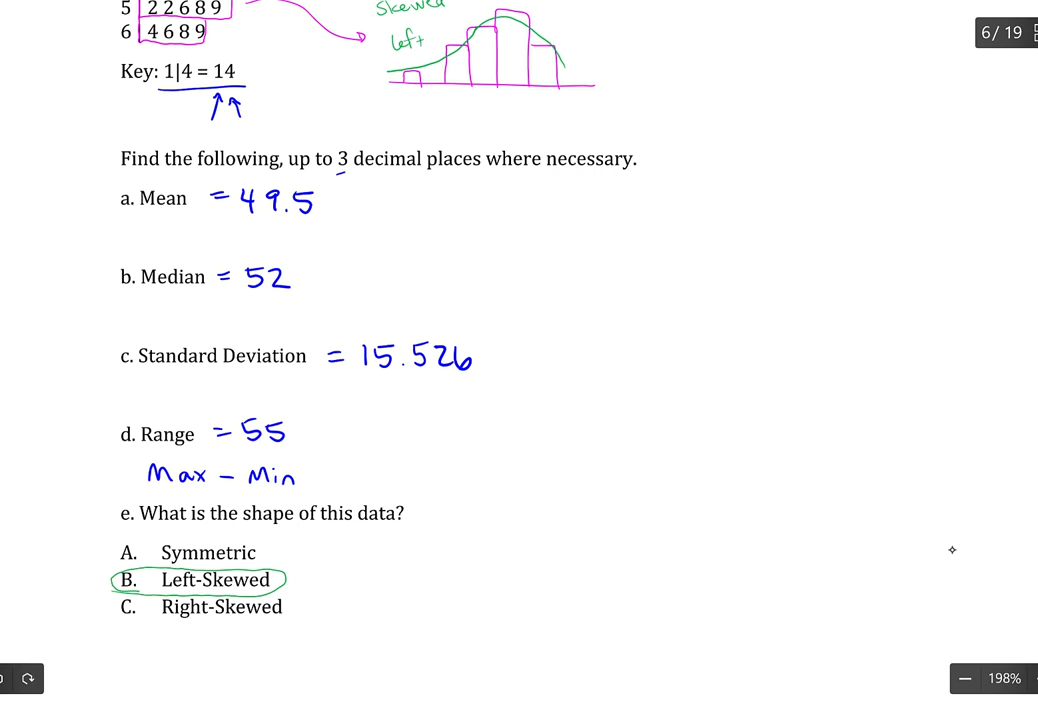 5 | 2 2 6 8 9
skewed
6 | 4 6 8 9
left
6 / 19
Key: 1|4 = 14
Find the following, up to 3 decimal places where necessary.
a. Mean = 49.5
b. Median = 52
c. Standard Deviation = 15.526
d. Range = 55
Max - Min
e. What is the shape of this data?
A. Symmetric
B. Left-Skewed
C. Right-Skewed
198%